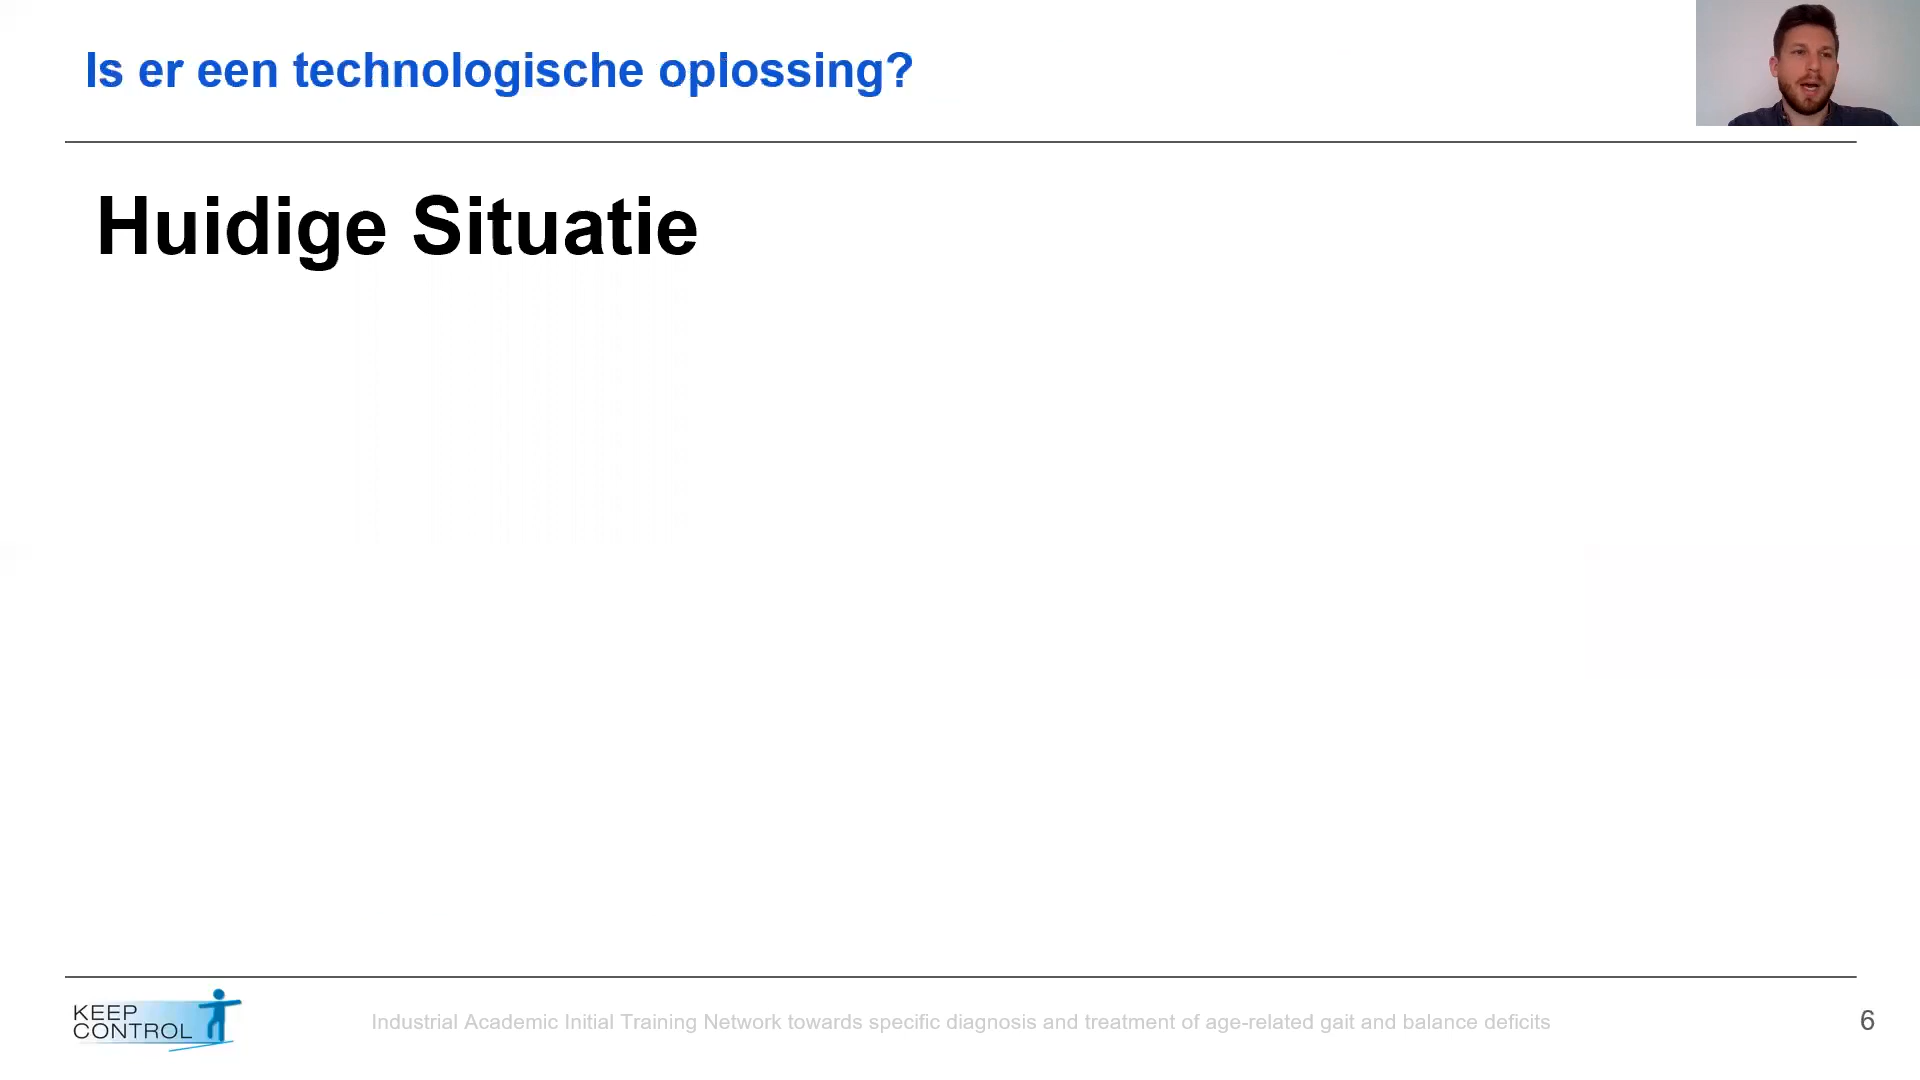 Is er een technologische oplossing?
Huidige Situatie
KEEP
CONTROL
Industrial Academic Initial Training Network towards specific diagnosis and treatment of age-related gait and balance deficits
6